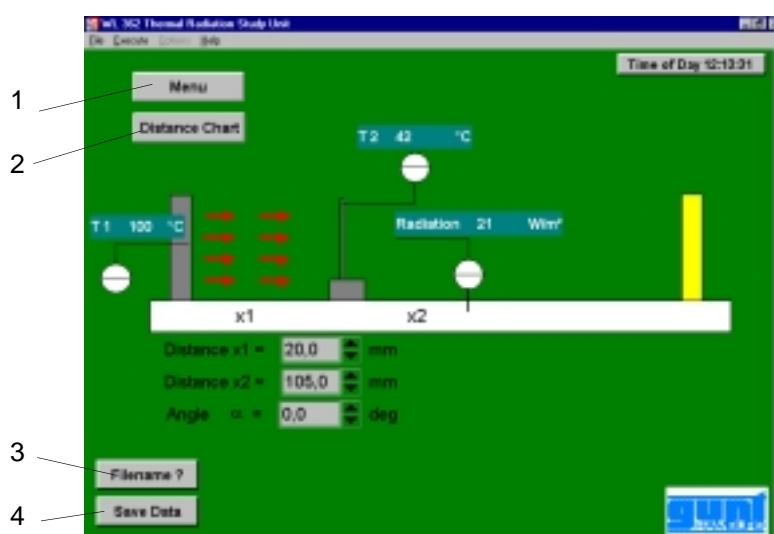 WL 362 Thermal Radiation Study Unit
File Execute Options Help
Time of Day 12:13:31
1
Menu
2
Distance Chart
T2 42 °C
T1 100 °C
Radiation 21 W/m²
x1 x2
Distance x1 = 20,0 mm
Distance x2 = 105,0 mm
Angle α = 0,0 deg
3
Filename ?
4
Save Data
gunt